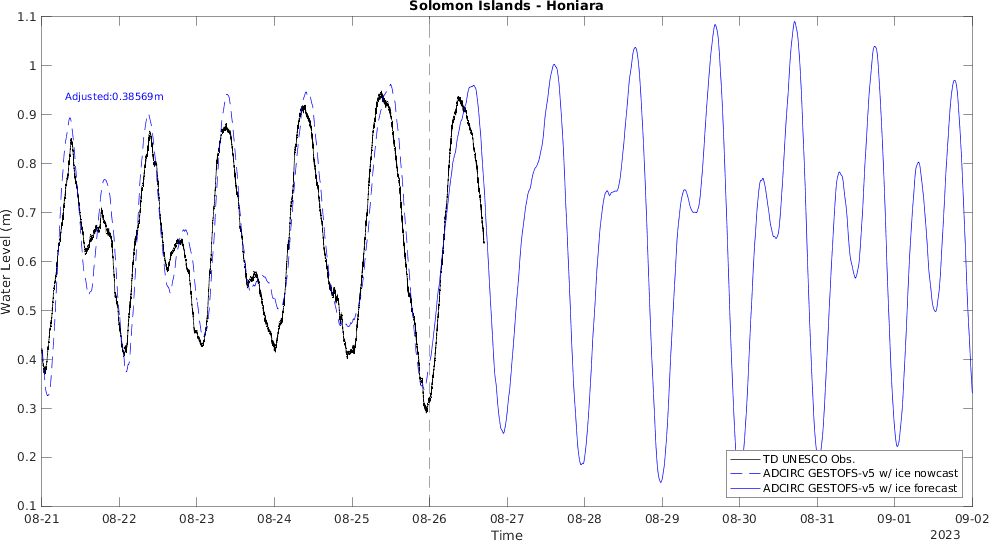 Solomon Islands - Honiara
1.1
1
0.9
0.8
0.7
0.6
0.5
0.4
0.3
0.2
0.1
Water Level (m)
Adjusted:0.38569m
TD UNESCO Obs.
ADCIRC GESTOFS-v5 w/ ice nowcast
ADCIRC GESTOFS-v5 w/ ice forecast
08-21 08-22 08-23 08-24 08-25 08-26 08-27 08-28 08-29 08-30 08-31 09-01 09-02
Time
2023